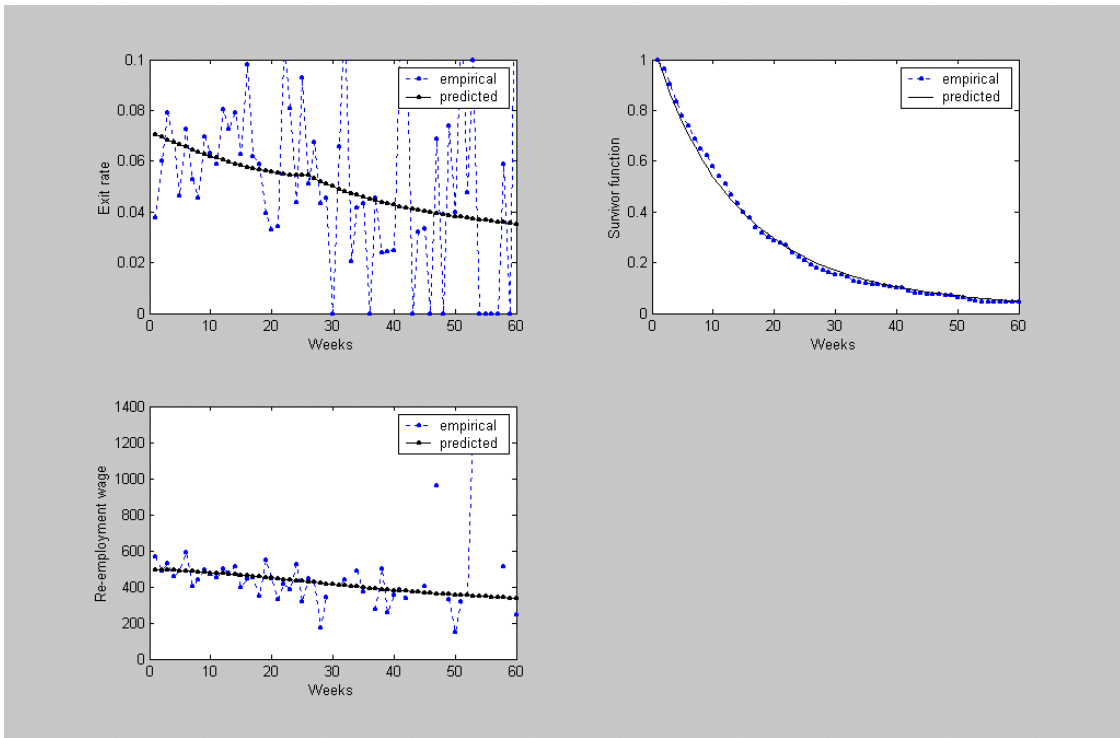 0.1
0.08
0.06
0.04
0.02
0
Exit rate
empirical
predicted
0 10 20 30 40 50 60
Weeks
1
0.8
0.6
0.4
0.2
0
Survivor function
empirical
predicted
0 10 20 30 40 50 60
Weeks
1400
1200
1000
800
600
400
200
0
Re-employment wage
empirical
predicted
0 10 20 30 40 50 60
Weeks